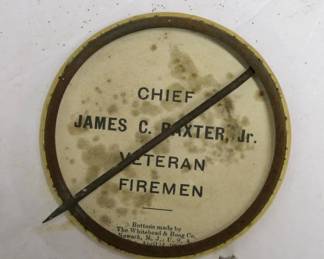 CHIEF
JAMES C. BAXTER, Jr.
VETERAN
FIREMEN
Buttons made by
The Whitehead & Hoag Co.
Newark, N. J., U. S. A.